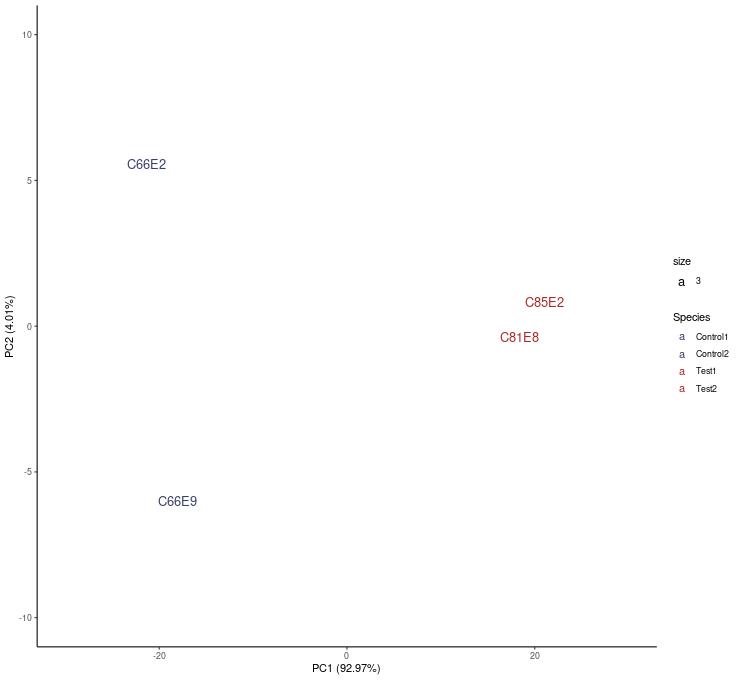 10
5
0
-5
-10
PC2 (4.01%)
C66E2
C85E2
C81E8
C66E9
-20
0
20
PC1 (92.97%)
size
a 3
Species
a Control1
a Control2
a Test1
a Test2